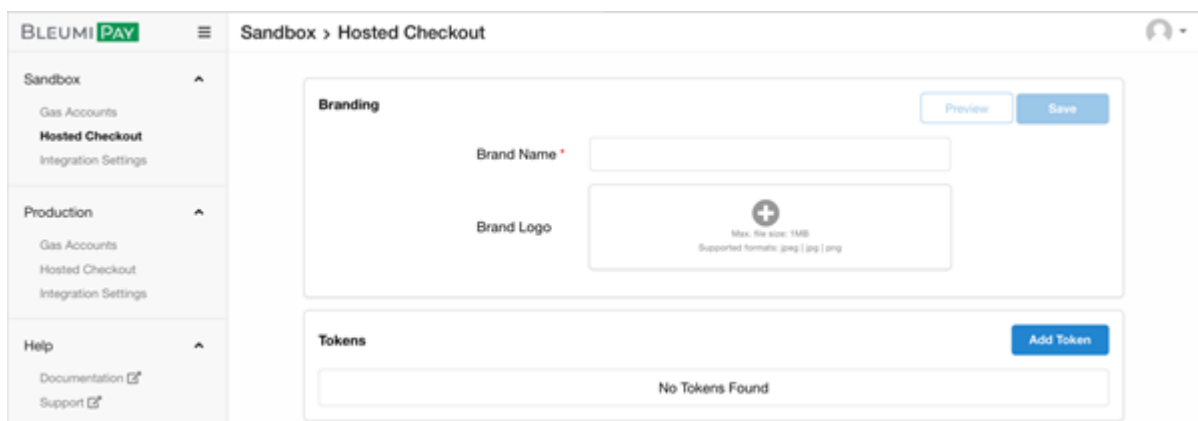 BLEUMI PAY
Sandbox > Hosted Checkout
Sandbox
Gas Accounts
Hosted Checkout
Integration Settings
Production
Gas Accounts
Hosted Checkout
Integration Settings
Help
Documentation
Support
Branding
Preview
Save
Brand Name *
Brand Logo
Max. file size: 1MB
Supported formats: jpeg | jpg | png
Tokens
Add Token
No Tokens Found